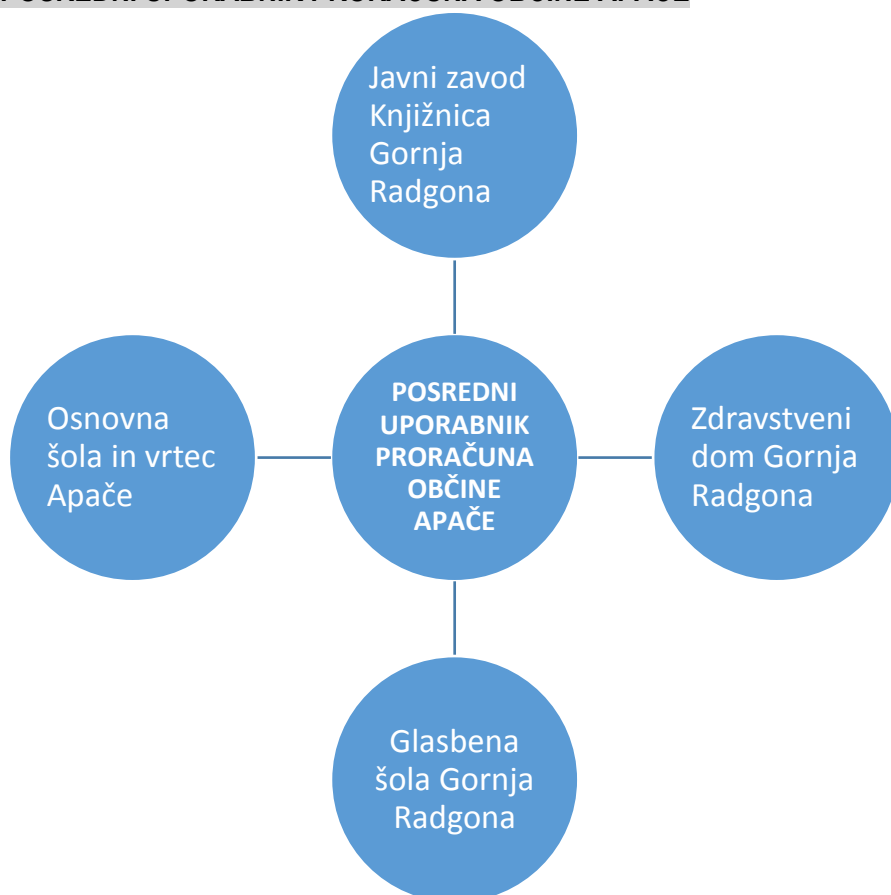 Javni zavod
Knjižnica
Gornja
Radgona
Osnovna
šola in vrtec
Apače
POSREDNI
UPORABNIK
PRORAČUNA
OBČINE
APAČE
Zdravstveni
dom Gornja
Radgona
Glasbena
šola Gornja
Radgona